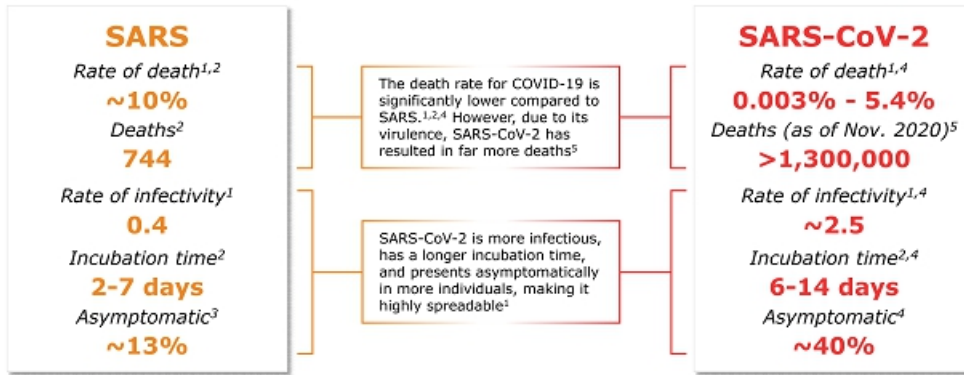 SARS
Rate of death1,2
~10%
Deaths2
744
Rate of infectivity1
0.4
Incubation time2
2-7 days
Asymptomatic3
~13%
The death rate for COVID-19 is
significantly lower compared to
SARS.1,2,4 However, due to its
virulence, SARS-CoV-2 has
resulted in far more deaths5
SARS-CoV-2 is more infectious,
has a longer incubation time,
and presents asymptomatically
in more individuals, making it
highly spreadable1
SARS-CoV-2
Rate of death1,4
0.003% - 5.4%
Deaths (as of Nov. 2020)5
>1,300,000
Rate of infectivity1,4
~2.5
Incubation time2,4
6-14 days
Asymptomatic4
~40%